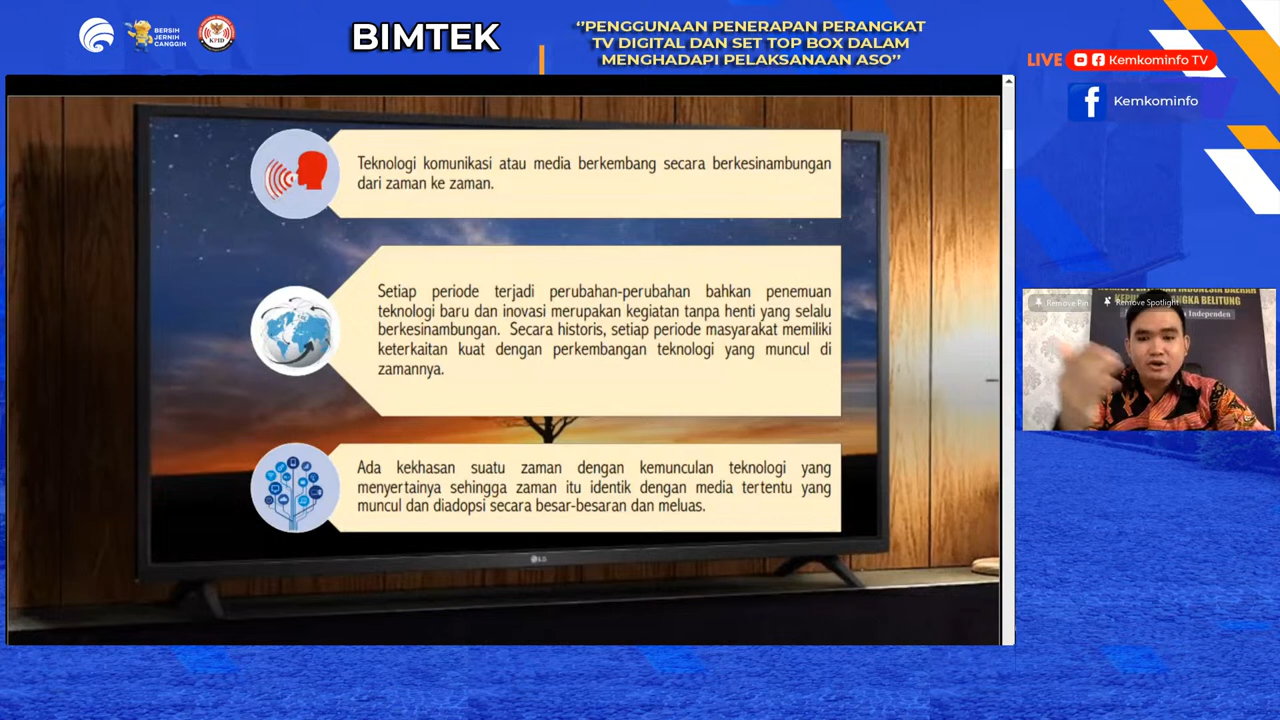 BERSIH
JERNIH
CANGGIH
KPID
BIMTEK
"PENGGUNAAN PENERAPAN PERANGKAT
TV DIGITAL DAN SET TOP BOX DALAM
MENGHADAPI PELAKSANAAN ASO"
LIVE
Kemkominfo TV
Kemkominfo
Teknologi komunikasi atau media berkembang secara berkesinambungan
dari zaman ke zaman.
Setiap periode terjadi perubahan-perubahan bahkan penemuan
teknologi baru dan inovasi merupakan kegiatan tanpa henti yang selalu
berkesinambungan. Secara historis, setiap periode masyarakat memiliki
keterkaitan kuat dengan perkembangan teknologi yang muncul di
zamannya.
Ada kekhasan suatu zaman dengan kemunculan teknologi yang
menyertainya sehingga zaman itu identik dengan media tertentu yang
muncul dan diadopsi secara besar-besaran dan meluas.
LG
INDONESIA DAERAH
Remove Pin
Remove Spotlight
BELITUNG
Independen